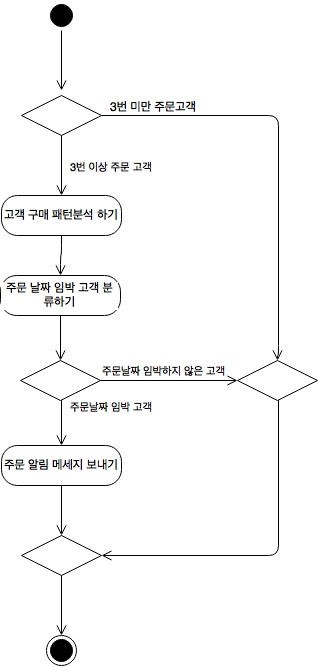 3번 미만 주문고객
3번 이상 주문 고객
고객 구매 패턴분석 하기
주문 날짜 임박 고객 분
류하기
주문날짜 임박하지 않은 고객
주문날짜 임박 고객
주문 알림 메세지 보내기